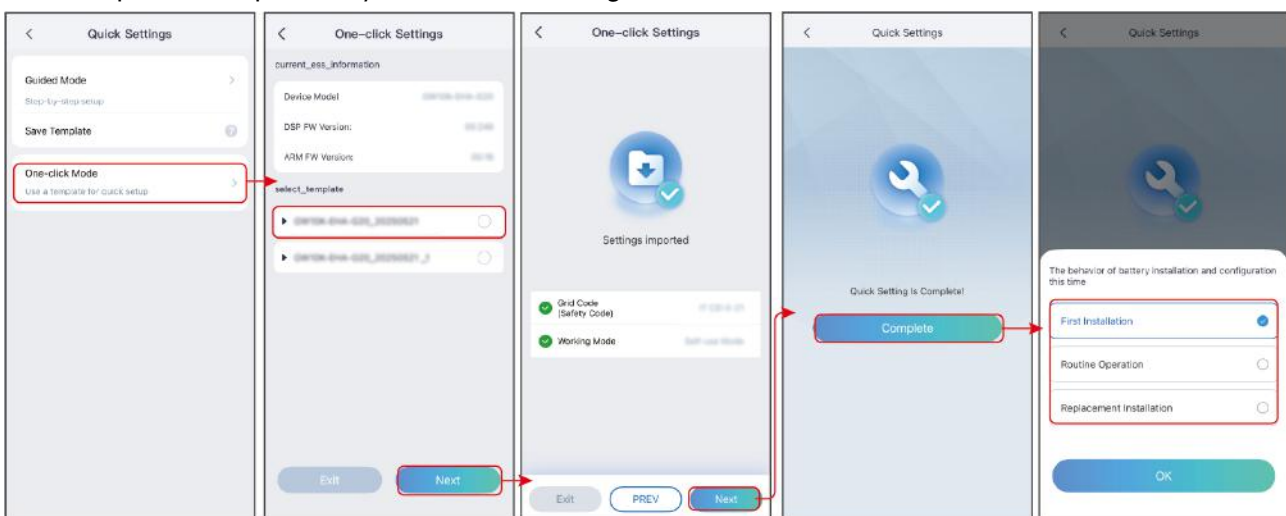 Quick Settings
Guided Mode
Step-by-step setup
Save Template
One-click Mode
Use a template for quick setup
One-click Settings
current_ess_information
Device Model
DSP FW Version:
ARM FW Version:
select_template
Exit
Next
One-click Settings
Settings imported
Grid Code
(Safety Code)
Working Mode
Exit
PREV
Next
Quick Settings
Quick Setting Is Complete!
Complete
Quick Settings
The behavior of battery installation and configuration
this time
First Installation
Routine Operation
Replacement Installation
OK